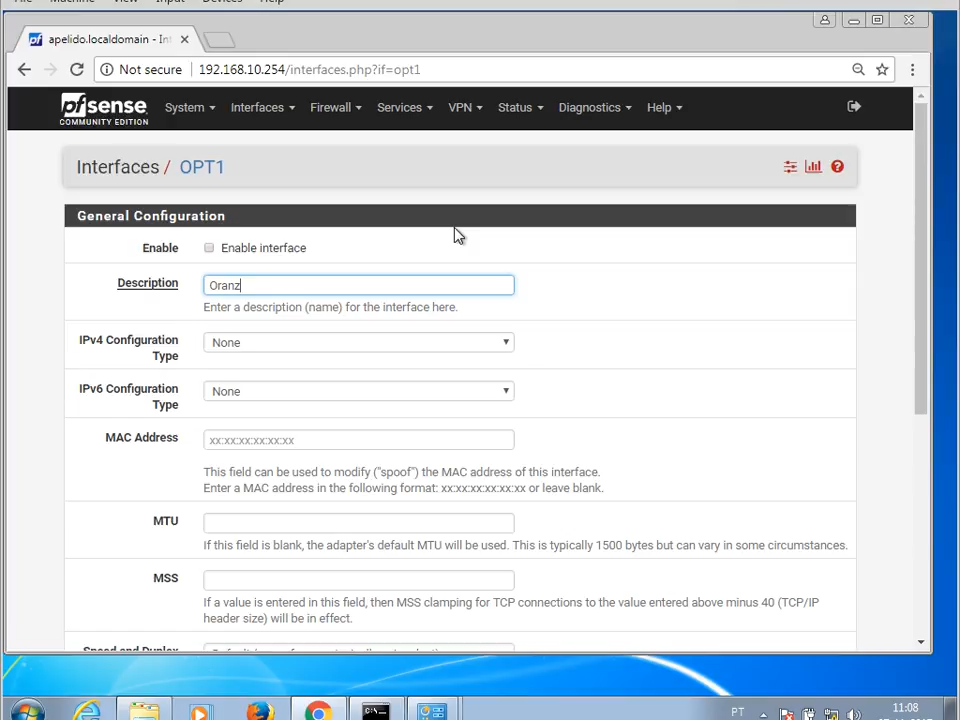 apelido.localdomain - Int
Not secure
192.168.10.254/interfaces.php?if=opt1
pfsense
COMMUNITY EDITION
System
Interfaces
Firewall
Services
VPN
Status
Diagnostics
Help
Interfaces / OPT1
General Configuration
Enable
Enable interface
Description
Oranz
Enter a description (name) for the interface here.
IPv4 Configuration
Type
None
IPv6 Configuration
Type
None
MAC Address
xx:xx:xx:xx:xx:xx
This field can be used to modify ("spoof") the MAC address of this interface.
Enter a MAC address in the following format: xx:xx:xx:xx:xx:xx or leave blank.
MTU
If this field is blank, the adapter's default MTU will be used. This is typically 1500 bytes but can vary in some circumstances.
MSS
If a value is entered in this field, then MSS clamping for TCP connections to the value entered above minus 40 (TCP/IP
header size) will be in effect.
Speed and Duplex
PT
11:08